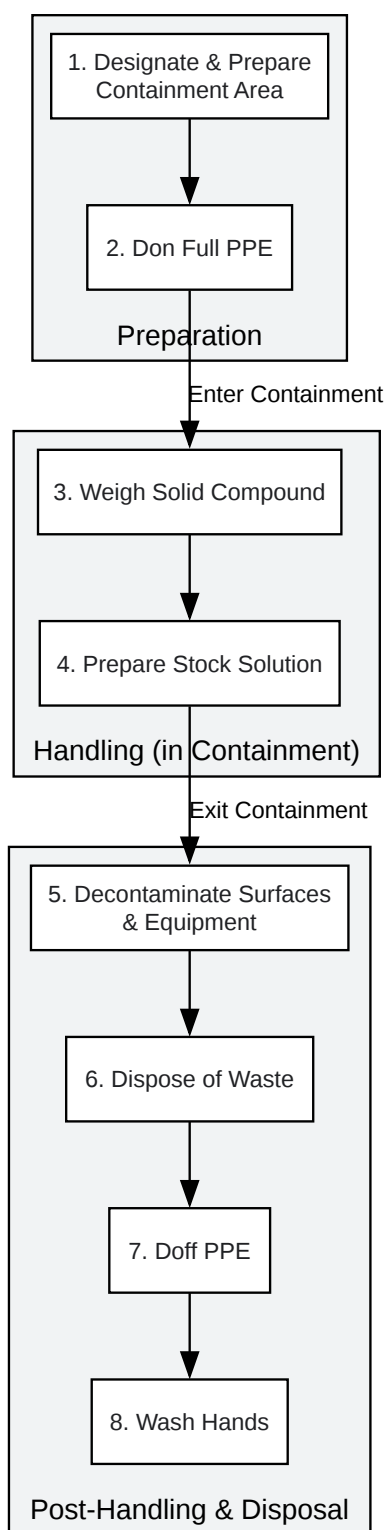 1. Designate & Prepare
Containment Area
2. Don Full PPE
Preparation
Enter Containment
3. Weigh Solid Compound
4. Prepare Stock Solution
Handling (in Containment)
Exit Containment
5. Decontaminate Surfaces
& Equipment
6. Dispose of Waste
7. Doff PPE
8. Wash Hands
Post-Handling & Disposal